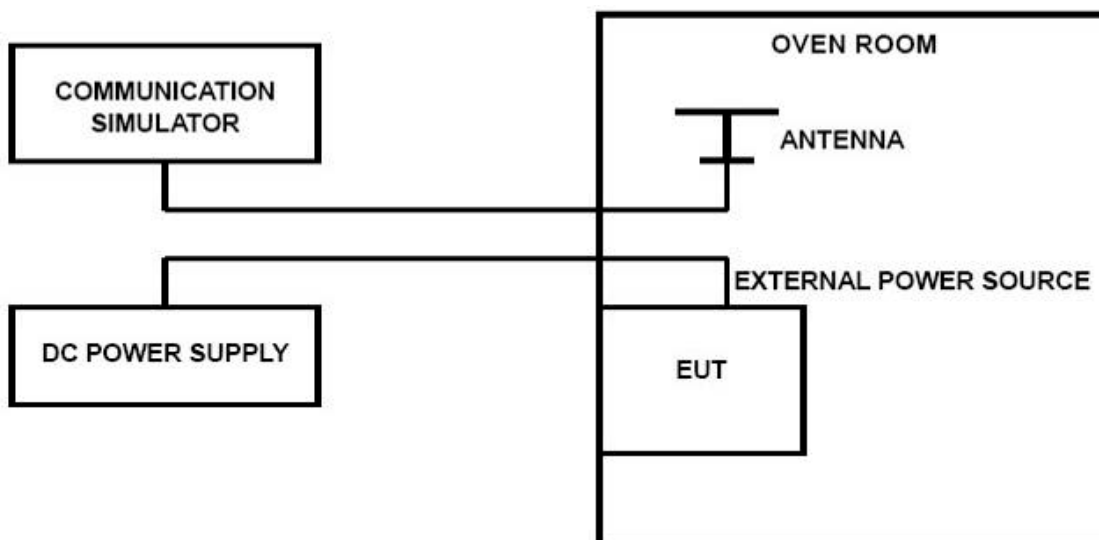 OVEN ROOM
COMMUNICATION
SIMULATOR
ANTENNA
EXTERNAL POWER SOURCE
DC POWER SUPPLY
EUT